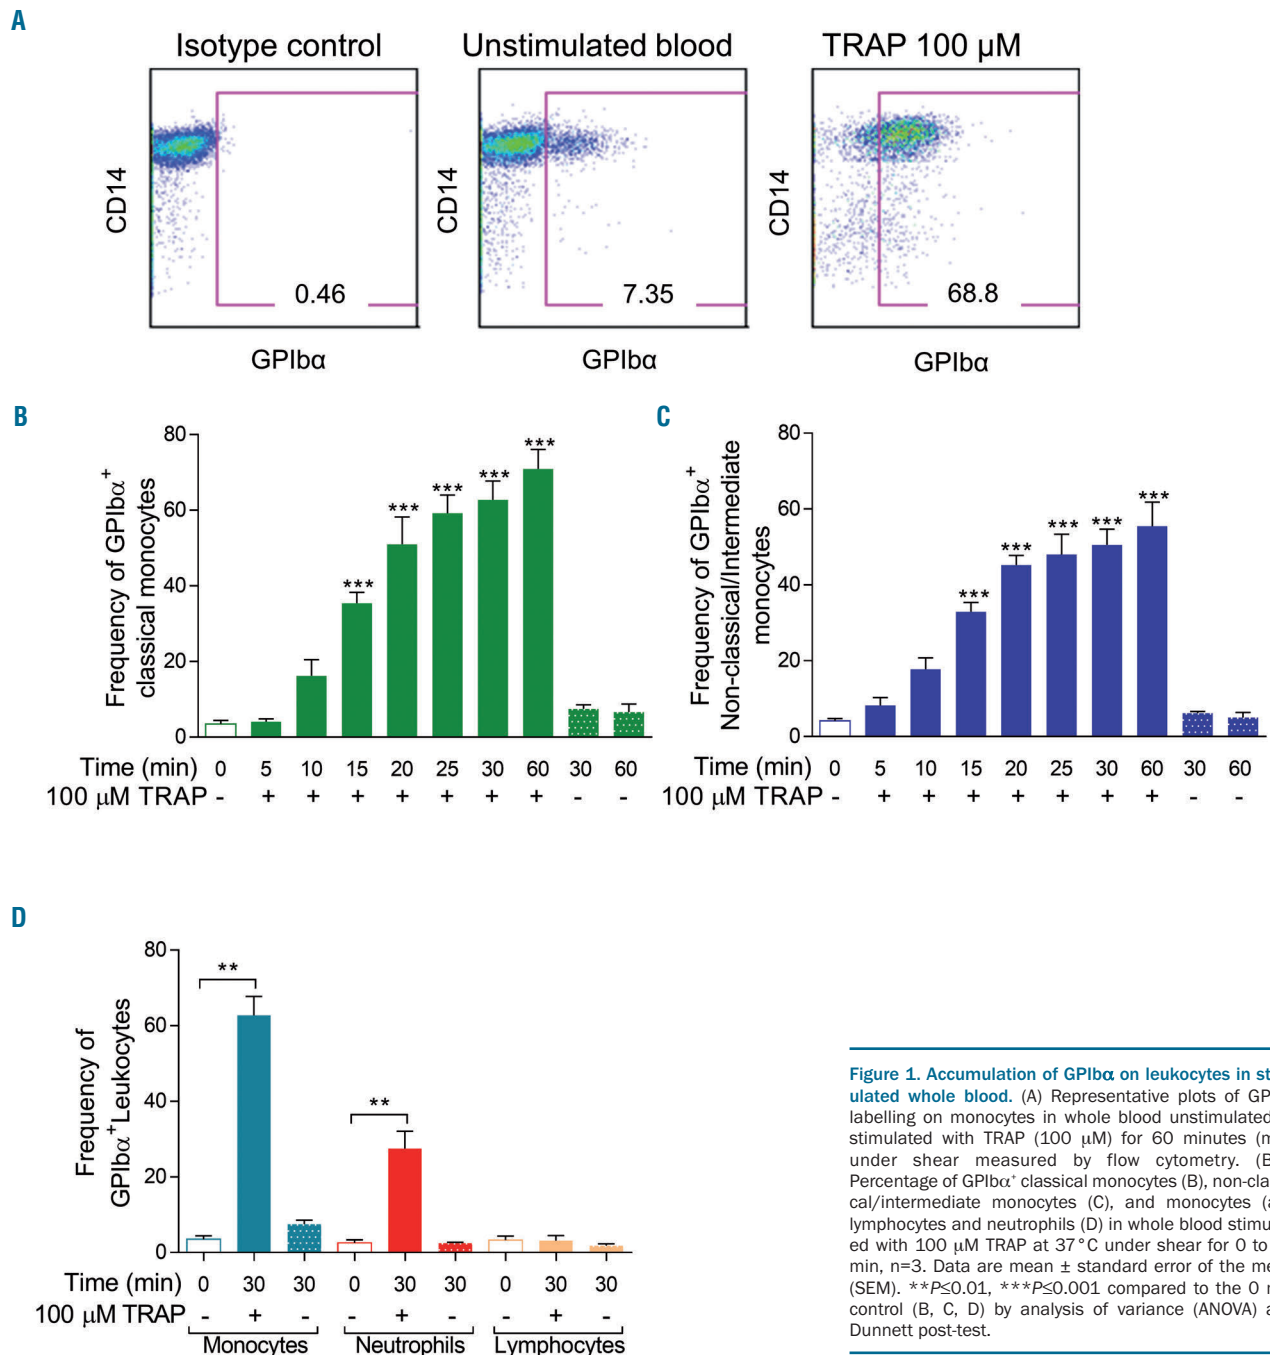 A
Isotype control Unstimulated blood TRAP 100 µM
CD14 CD14 CD14
0.46 7.35 68.8
GPIbα GPIbα GPIbα
B
Frequency of GPIbα+
classical monocytes
80
60
40
20
0
*** *** *** *** ***
Time (min) 0 5 10 15 20 25 30 60 30 60
100 µM TRAP - + + + + + + + - -
C
Frequency of GPIbα+
Non-classical/Intermediate
monocytes
80
60
40
20
0
*** *** *** *** ***
Time (min) 0 5 10 15 20 25 30 60 30 60
100 µM TRAP - + + + + + + + - -
D
Frequency of
GPIbα+Leukocytes
80
60
40
20
0
** **
Time (min) 0 30 30 0 30 30 0 30 30
100 µM TRAP - + - - + - - + -
Monocytes Neutrophils Lymphocytes
Figure 1. Accumulation of GPIbα on leukocytes in st
ulated whole blood. (A) Representative plots of GP
labelling on monocytes in whole blood unstimulated
stimulated with TRAP (100 µM) for 60 minutes (m
under shear measured by flow cytometry. (B
Percentage of GPIbα+ classical monocytes (B), non-cla
cal/intermediate monocytes (C), and monocytes (a
lymphocytes and neutrophils (D) in whole blood stimu
ed with 100 µM TRAP at 37°C under shear for 0 to
min, n=3. Data are mean ± standard error of the me
(SEM). **P≤0.01, ***P≤0.001 compared to the 0 m
control (B, C, D) by analysis of variance (ANOVA) a
Dunnett post-test.